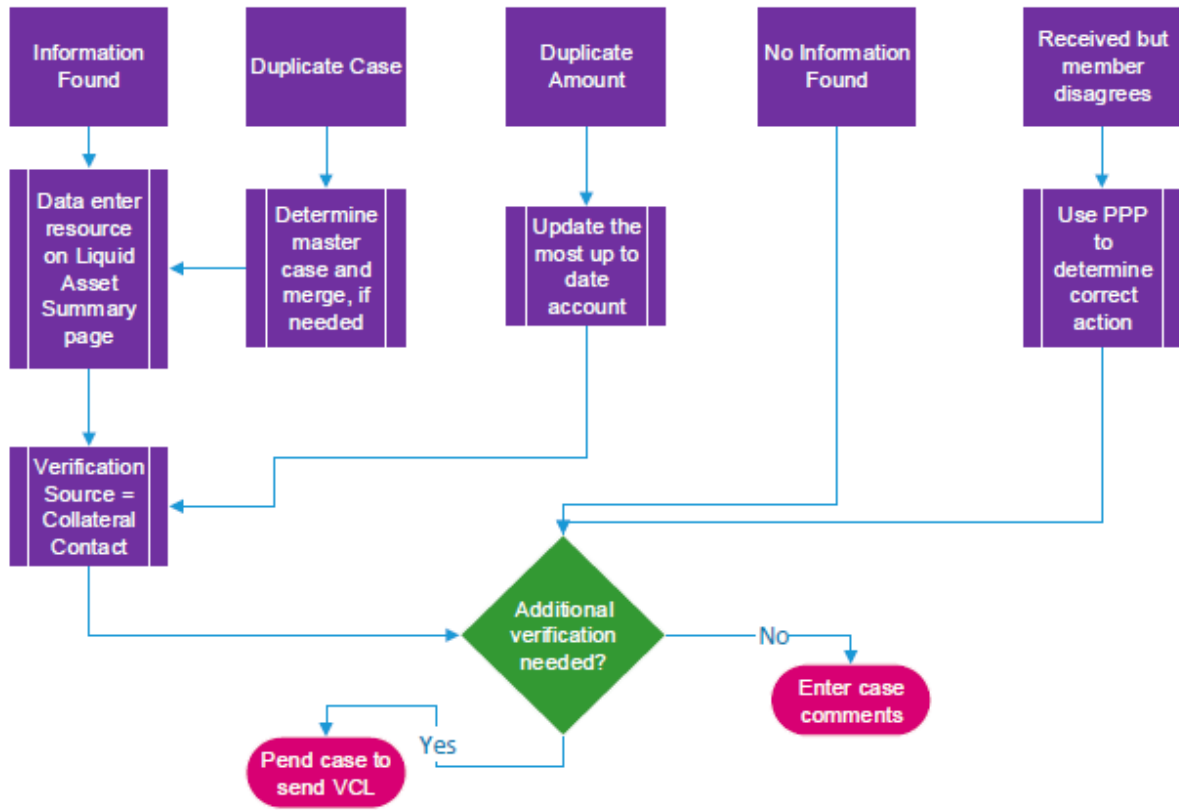 Information
Found
Duplicate Case
Duplicate
Amount
No Information
Found
Received but
member
disagrees
Data enter
resource
on Liquid
Asset
Summary
page
Determine
master
case and
merge, if
needed
Update the
most up to
date
account
Use PPP
to
determine
correct
action
Verification
Source =
Collateral
Contact
Additional
verification
needed?
No
Enter case
comments
Yes
Pend case to
send VCL